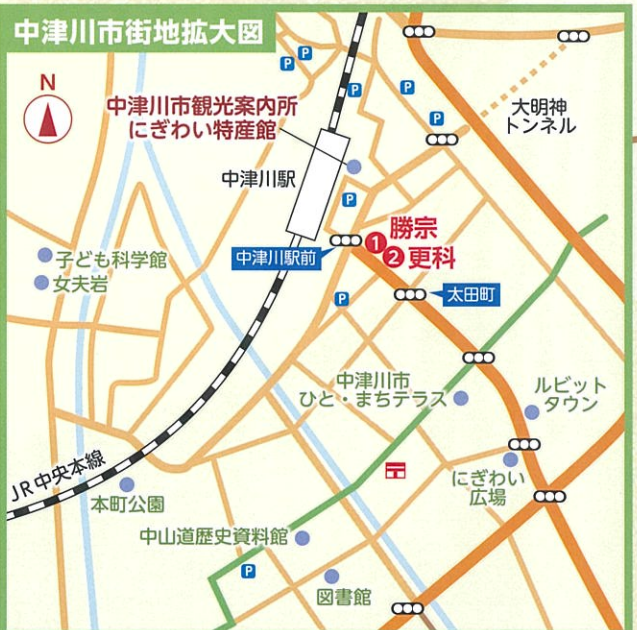 中津川市街地拡大図
N
P
P
P
P
P
中津川市観光案内所
にぎわい特産館
大明神
トンネル
中津川駅
P
中津川駅前
1 勝宗
2 更科
子ども科学館
女夫岩
P
太田町
中津川市
ひと・まちテラス
ルビット
タウン
JR中央本線
本町公園
〒
にぎわい
広場
中山道歴史資料館
P
図書館